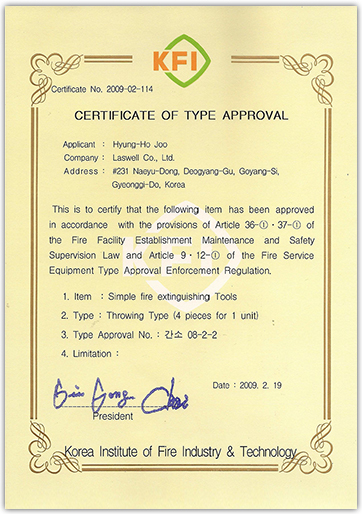 KFI
Certificate No. 2009-02-114
CERTIFICATE OF TYPE APPROVAL
Applicant : Hyung-Ho Joo
Company : Laswell Co., Ltd.
Address : #231 Naeyu-Dong, Deogyang-Gu, Goyang-Si,
Gyeonggi-Do, Korea
This is to certify that the following item has been approved
in accordance with the provisions of Article 36-①·37-① of
the Fire Facility Establishment Maintenance and Safety
Supervision Law and Article 9·12-① of the Fire Service
Equipment Type Approval Enforcement Regulation.
1. Item : Simple fire extinguishing Tools
2. Type : Throwing Type (4 pieces for 1 unit)
3. Type Approval No. : 간소 08-2-2
4. Limitation :
Date : 2009. 2. 19
President
Korea Institute of Fire Industry & Technology